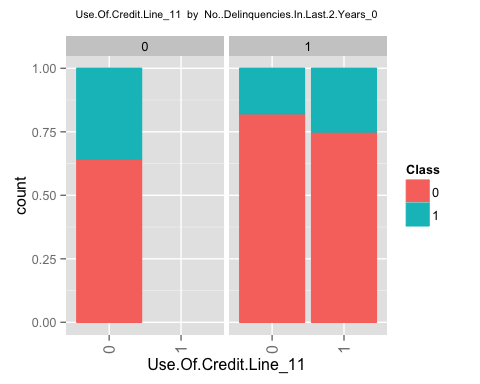 Use.Of.Credit.Line_11 by No..Delinquencies.In.Last.2.Years_0
0 1
1.00
0.75
0.50
0.25
0.00
count
0 1 0 1
Use.Of.Credit.Line_11
Class
0
1